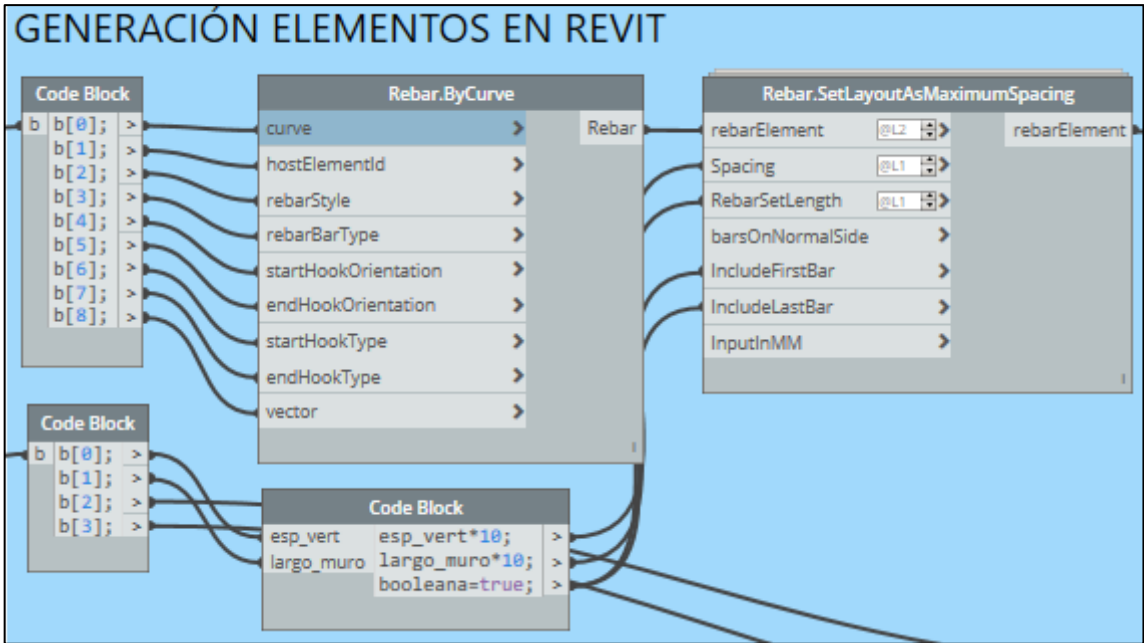 GENERACIÓN ELEMENTOS EN REVIT
Code Block
b
b[0]; >
b[1]; >
b[2]; >
b[3]; >
b[4]; >
b[5]; >
b[6]; >
b[7]; >
b[8]; >
Rebar.ByCurve
curve > Rebar
hostElementId >
rebarStyle >
rebarBarType >
startHookOrientation >
endHookOrientation >
startHookType >
endHookType >
vector >
Rebar.SetLayoutAsMaximumSpacing
rebarElement @L2 > rebarElement
Spacing @L1 >
RebarSetLength @L1 >
barsOnNormalSide >
IncludeFirstBar >
IncludeLastBar >
InputInMM >
Code Block
b
b[0]; >
b[1]; >
b[2]; >
b[3]; >
Code Block
esp_vert esp_vert*10; >
largo_muro largo_muro*10; >
booleana=true; >